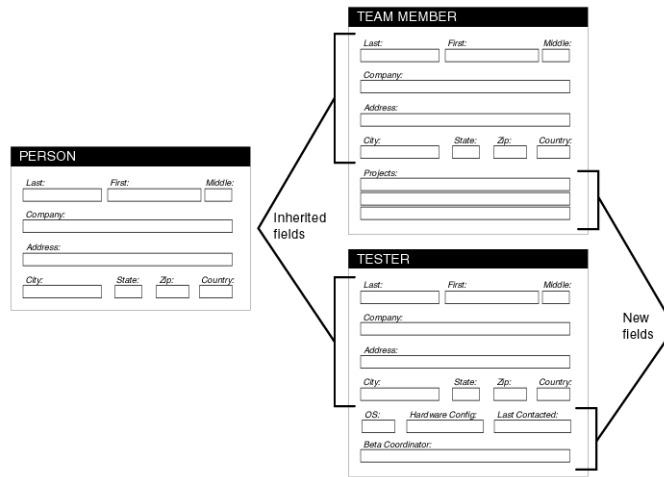 PERSON
Last: First: Middle:
Company:
Address:
City: State: Zip: Country:
Inherited
fields
TEAM MEMBER
Last: First: Middle:
Company:
Address:
City: State: Zip: Country:
Projects:
TESTER
Last: First: Middle:
Company:
Address:
City: State: Zip: Country:
OS: Hardware Config: Last Contacted:
Beta Coordinator:
New
fields